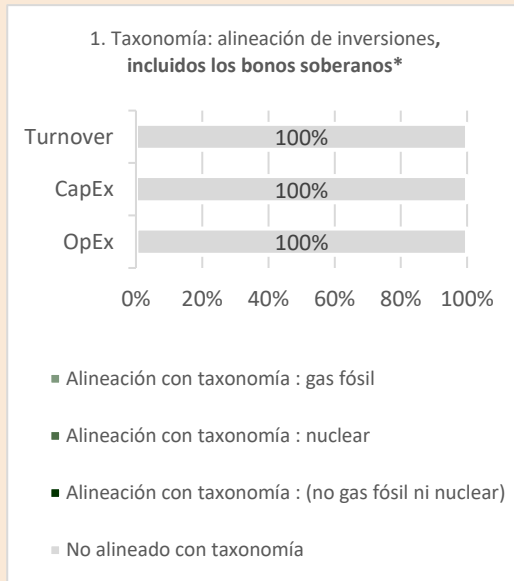 1. Taxonomía: alineación de inversiones,
incluidos los bonos soberanos*
Turnover 100%
CapEx 100%
OpEx 100%
0% 20% 40% 60% 80% 100%
Alineación con taxonomía : gas fósil
Alineación con taxonomía : nuclear
Alineación con taxonomía : (no gas fósil ni nuclear)
No alineado con taxonomía